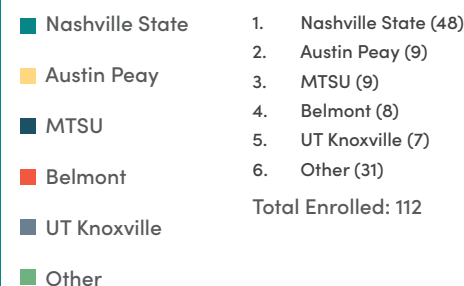 Nashville State
Austin Peay
MTSU
Belmont
UT Knoxville
Other
1. Nashville State (48)
2. Austin Peay (9)
3. MTSU (9)
4. Belmont (8)
5. UT Knoxville (7)
6. Other (31)
Total Enrolled: 112